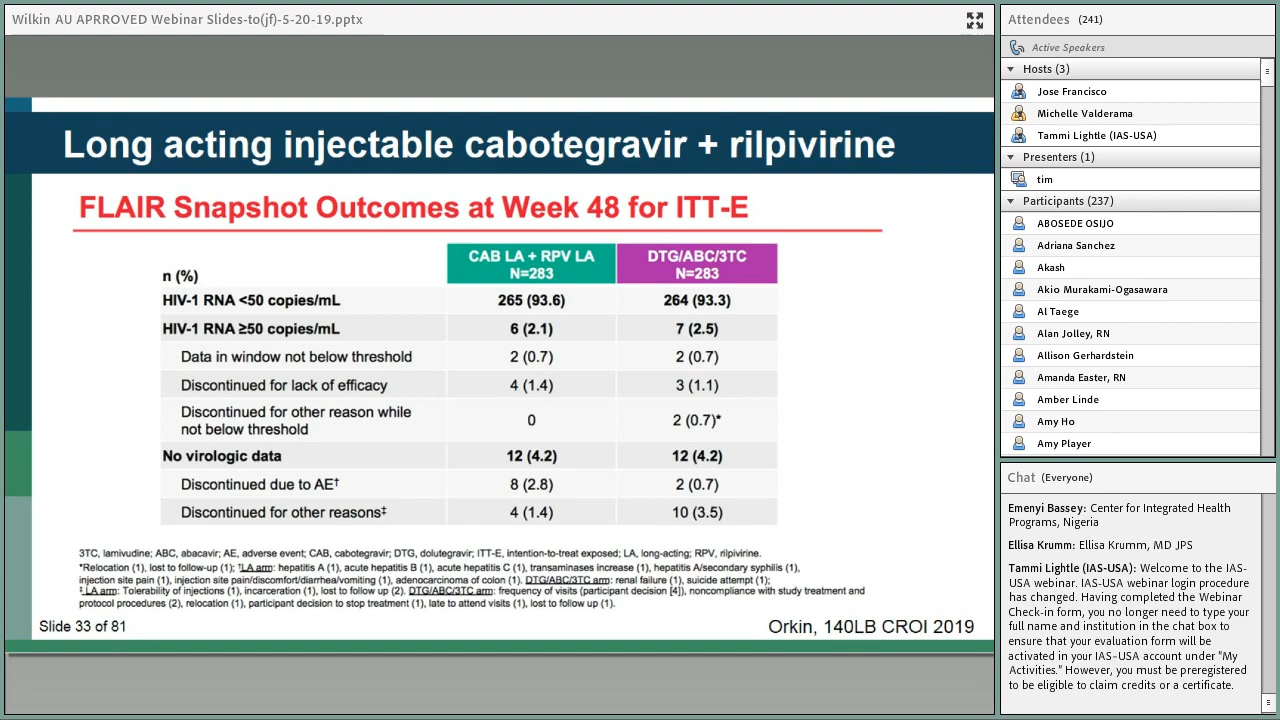 Wilkin AU APRROVED Webinar Slides-to(jf)-5-20-19.pptx
Long acting injectable cabotegravir + rilpivirine
FLAIR Snapshot Outcomes at Week 48 for ITT-E
n (%)
CAB LA + RPV LA
N=283
DTG/ABC/3TC
N=283
HIV-1 RNA <50 copies/mL 265 (93.6) 264 (93.3)
HIV-1 RNA ≥50 copies/mL 6 (2.1) 7 (2.5)
Data in window not below threshold 2 (0.7) 2 (0.7)
Discontinued for lack of efficacy 4 (1.4) 3 (1.1)
Discontinued for other reason while
not below threshold
0 2 (0.7)*
No virologic data 12 (4.2) 12 (4.2)
Discontinued due to AE† 8 (2.8) 2 (0.7)
Discontinued for other reasons‡ 4 (1.4) 10 (3.5)
3TC, lamivudine; ABC, abacavir; AE, adverse event; CAB, cabotegravir; DTG, dolutegravir; ITT-E, intention-to-treat exposed; LA, long-acting; RPV, rilpivirine.
*Relocation (1), lost to follow-up (1); †LA arm: hepatitis A (1), acute hepatitis B (1), acute hepatitis C (1), transaminases increase (1), hepatitis A/secondary syphilis (1),
injection site pain (1), injection site pain/discomfort/diarrhea/vomiting (1), adenocarcinoma of colon (1). DTG/ABC/3TC arm: renal failure (1), suicide attempt (1);
‡ LA arm: Tolerability of injections (1), incarceration (1), lost to follow up (2). DTG/ABC/3TC arm: frequency of visits (participant decision [4]), noncompliance with study treatment and
protocol procedures (2), relocation (1), participant decision to stop treatment (1), late to attend visits (1), lost to follow up (1).
Slide 33 of 81
Orkin, 140LB CROI 2019
Attendees (241)
Active Speakers
Hosts (3)
Jose Francisco
Michelle Valderama
Tammi Lightle (IAS-USA)
Presenters (1)
tim
Participants (237)
ABOSEDE OSIJO
Adriana Sanchez
Akash
Akio Murakami-Ogasawara
Al Taege
Alan Jolley, RN
Allison Gerhardstein
Amanda Easter, RN
Amber Linde
Amy Ho
Amy Player
Chat (Everyone)
Emenyi Bassey: Center for Integrated Health
Programs, Nigeria
Ellisa Krumm: Ellisa Krumm, MD JPS
Tammi Lightle (IAS-USA): Welcome to the IAS-
USA webinar. IAS-USA webinar login procedure
has changed. Having completed the Webinar
Check-in form, you no longer need to type your
full name and institution in the chat box to
ensure that your evaluation form will be
activated in your IAS-USA account under "My
Activities." However, you must be preregistered
to be eligible to claim credits or a certificate.